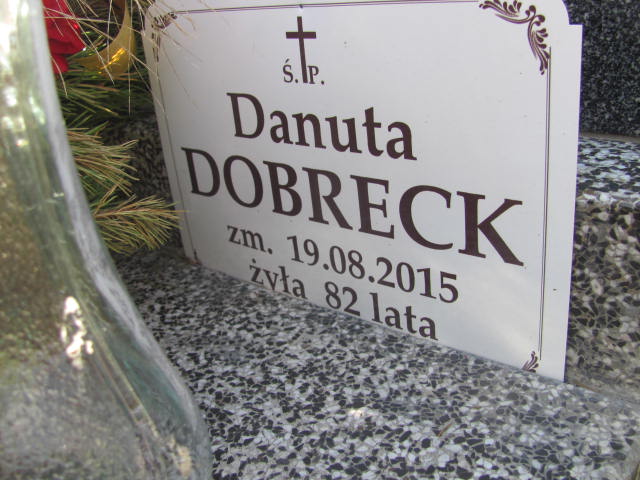 Ś.P.
Danuta
DOBRECK
zm. 19.08.2015
żyła 82 lata